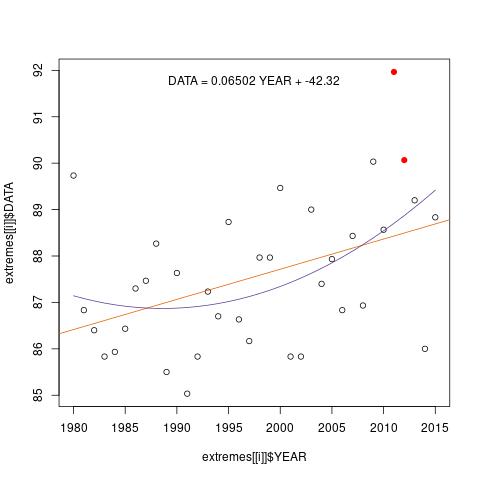 DATA = 0.06502 YEAR + -42.32
extremes[[i]]$DATA
92
91
90
89
88
87
86
85
1980 1985 1990 1995 2000 2005 2010 2015
extremes[[i]]$YEAR